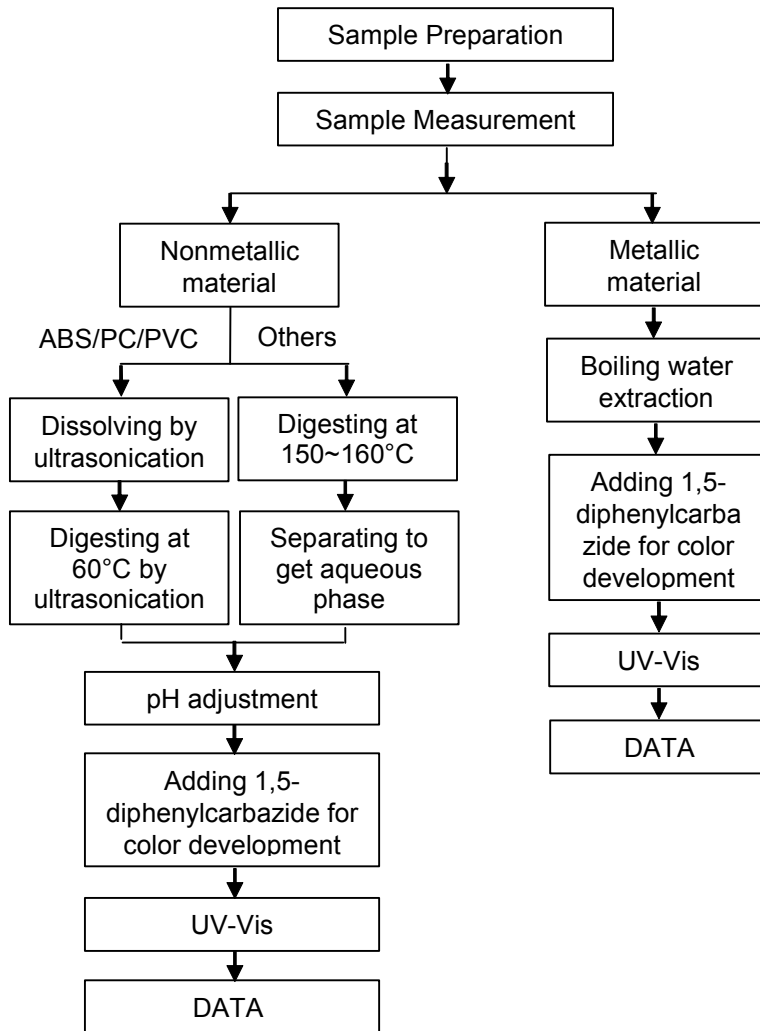 Sample Preparation
Sample Measurement
Nonmetallic
material
ABS/PC/PVC
Others
Dissolving by
ultrasonication
Digesting at
150~160°C
Digesting at
60°C by
ultrasonication
Separating to
get aqueous
phase
pH adjustment
Adding 1,5-
diphenylcarbazide for
color development
UV-Vis
DATA
Metallic
material
Boiling water
extraction
Adding 1,5-
diphenylcarba
zide for color
development
UV-Vis
DATA